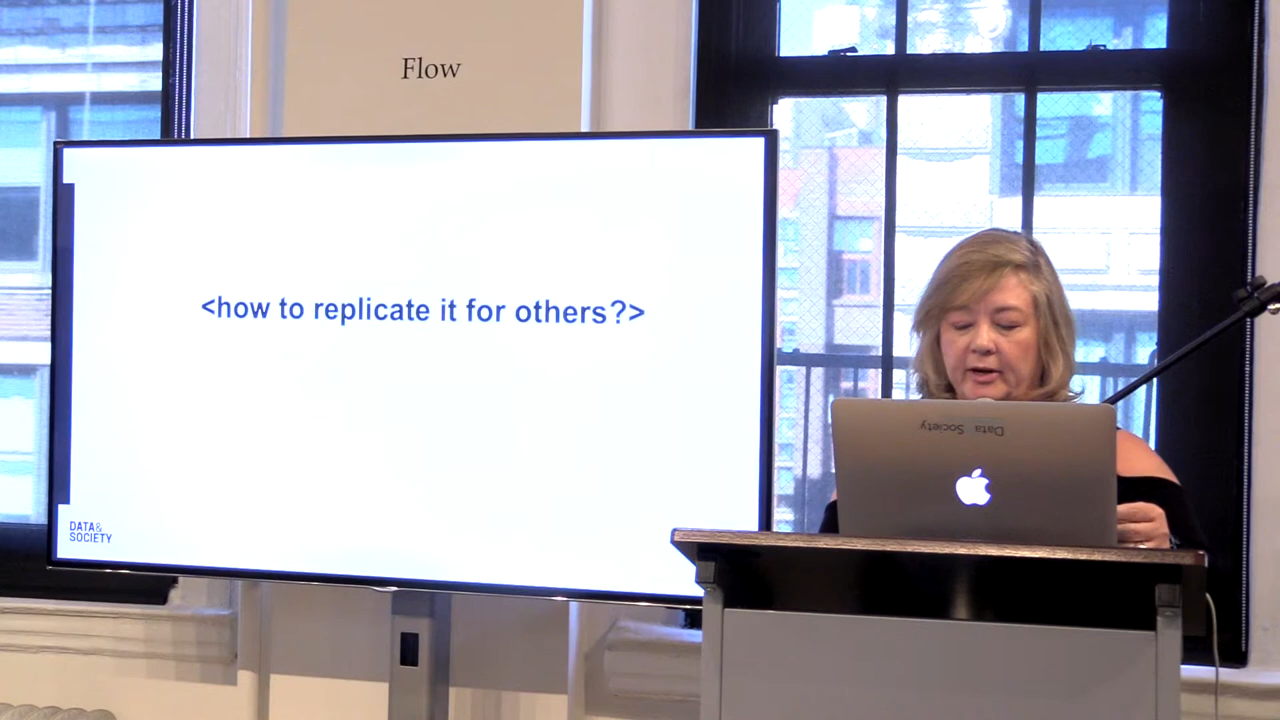 Flow
<how to replicate it for others?>
DATA&
SOCIETY
Data Society